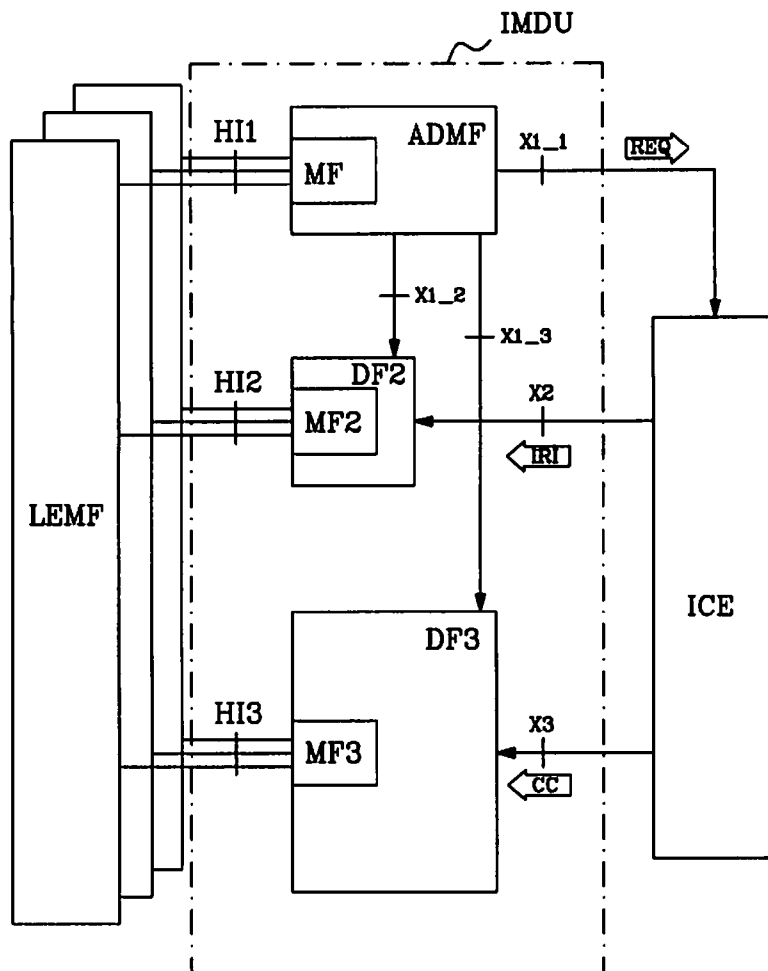 IMDU
HI1
ADMF
MF
X1_1
REQ
X1_2
X1_3
HI2
DF2
MF2
X2
IRI
LEMF
ICE
DF3
HI3
MF3
X3
CC